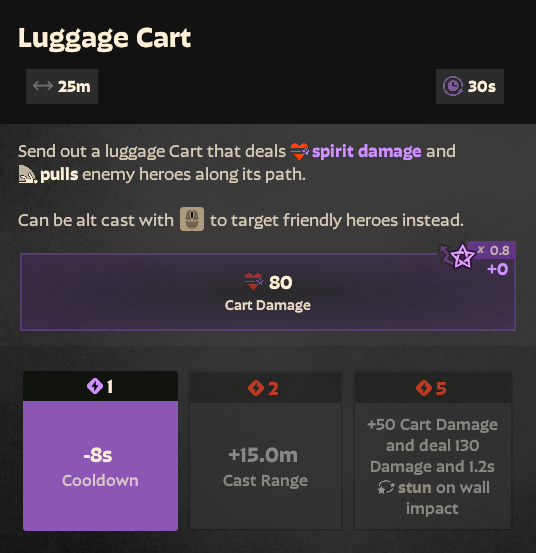 Luggage Cart
25m
30s
Send out a luggage Cart that deals spirit damage and
pulls enemy heroes along its path.
Can be alt cast with to target friendly heroes instead.
x 0.8
+0
80
Cart Damage
1
-8s
Cooldown
2
+15.0m
Cast Range
5
+50 Cart Damage
and deal 130
Damage and 1.2s
stun on wall
impact